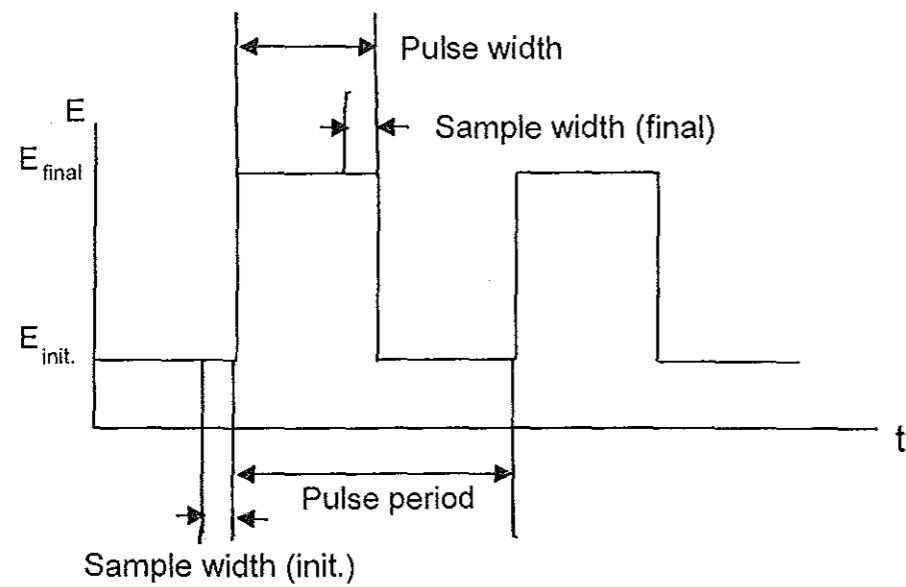 Pulse width
E
Sample width (final)
E final
E init.
t
Pulse period
Sample width (init.)